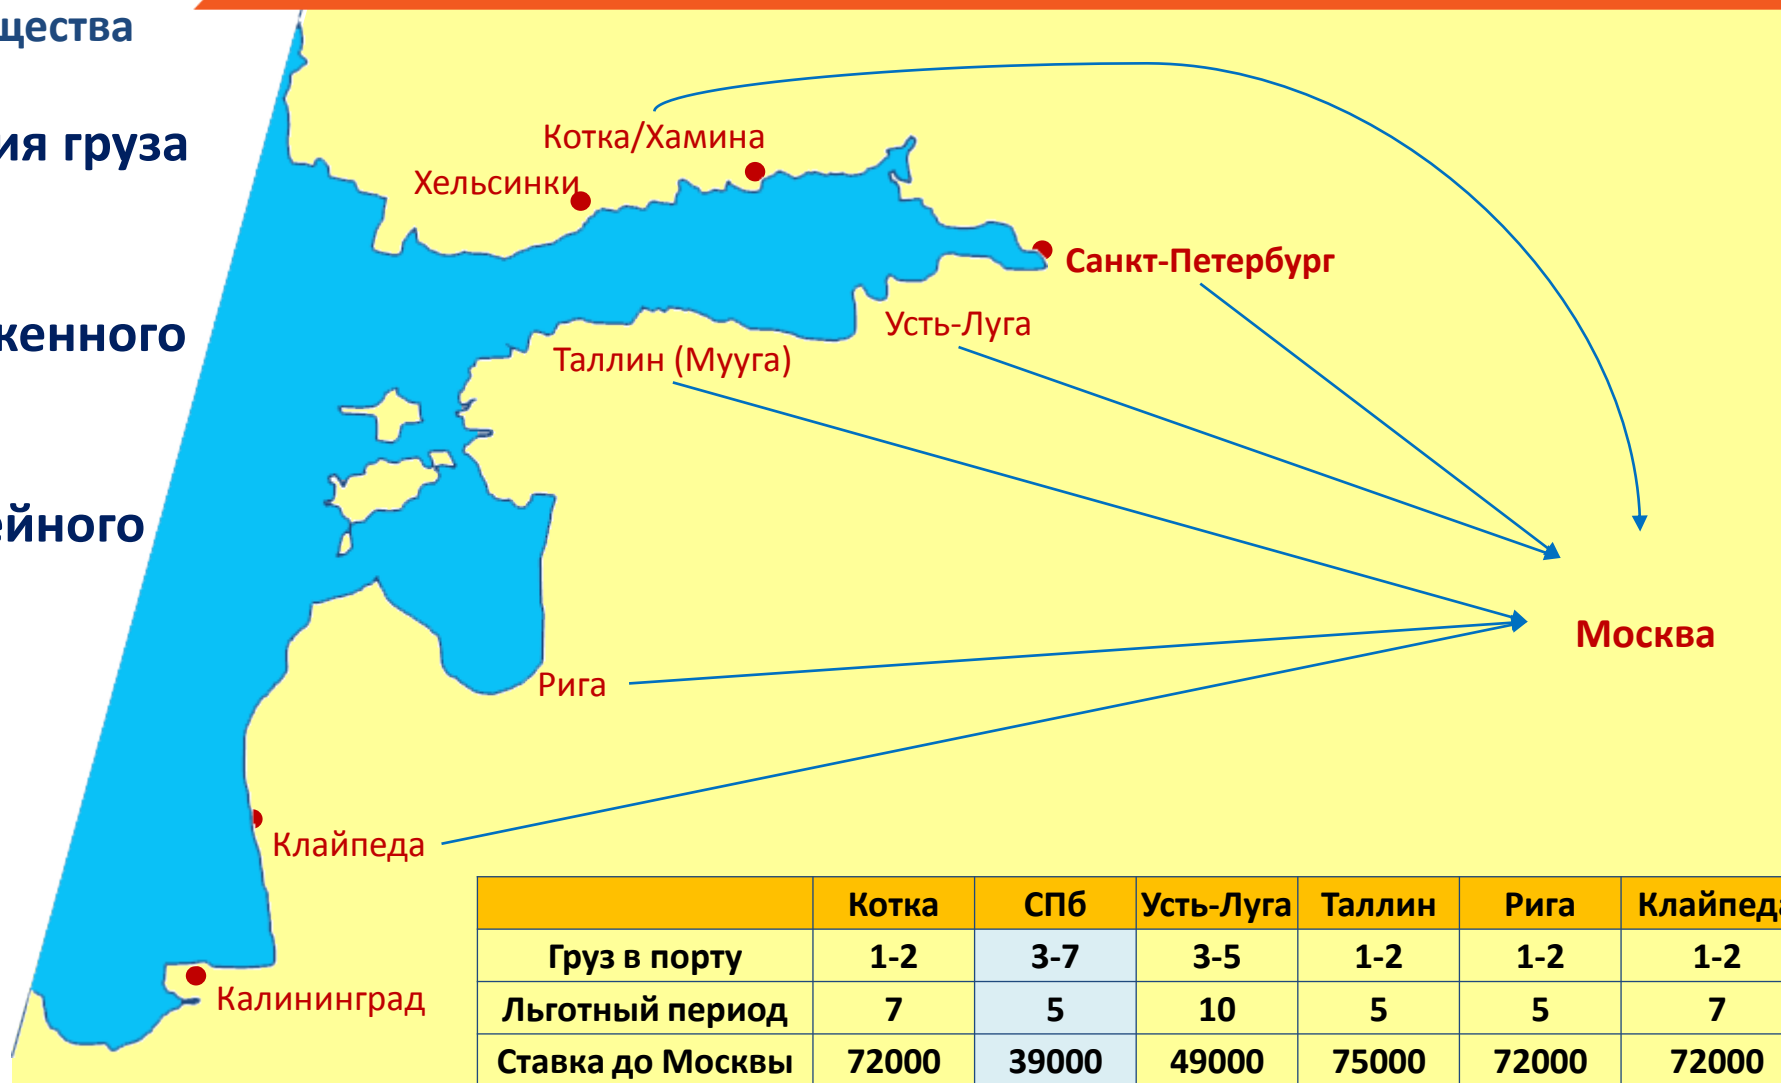 щества
ия груза
женного
ейного
Котка/Хамина
Хельсинки
Санкт-Петербург
Усть-Луга
Таллин (Мууга)
Москва
Рига
Клайпеда
Калининград
Котка СПб Усть-Луга Таллин Рига Клайпеда
Груз в порту 1-2 3-7 3-5 1-2 1-2 1-2
Льготный период 7 5 10 5 5 7
Ставка до Москвы 72000 39000 49000 75000 72000 72000